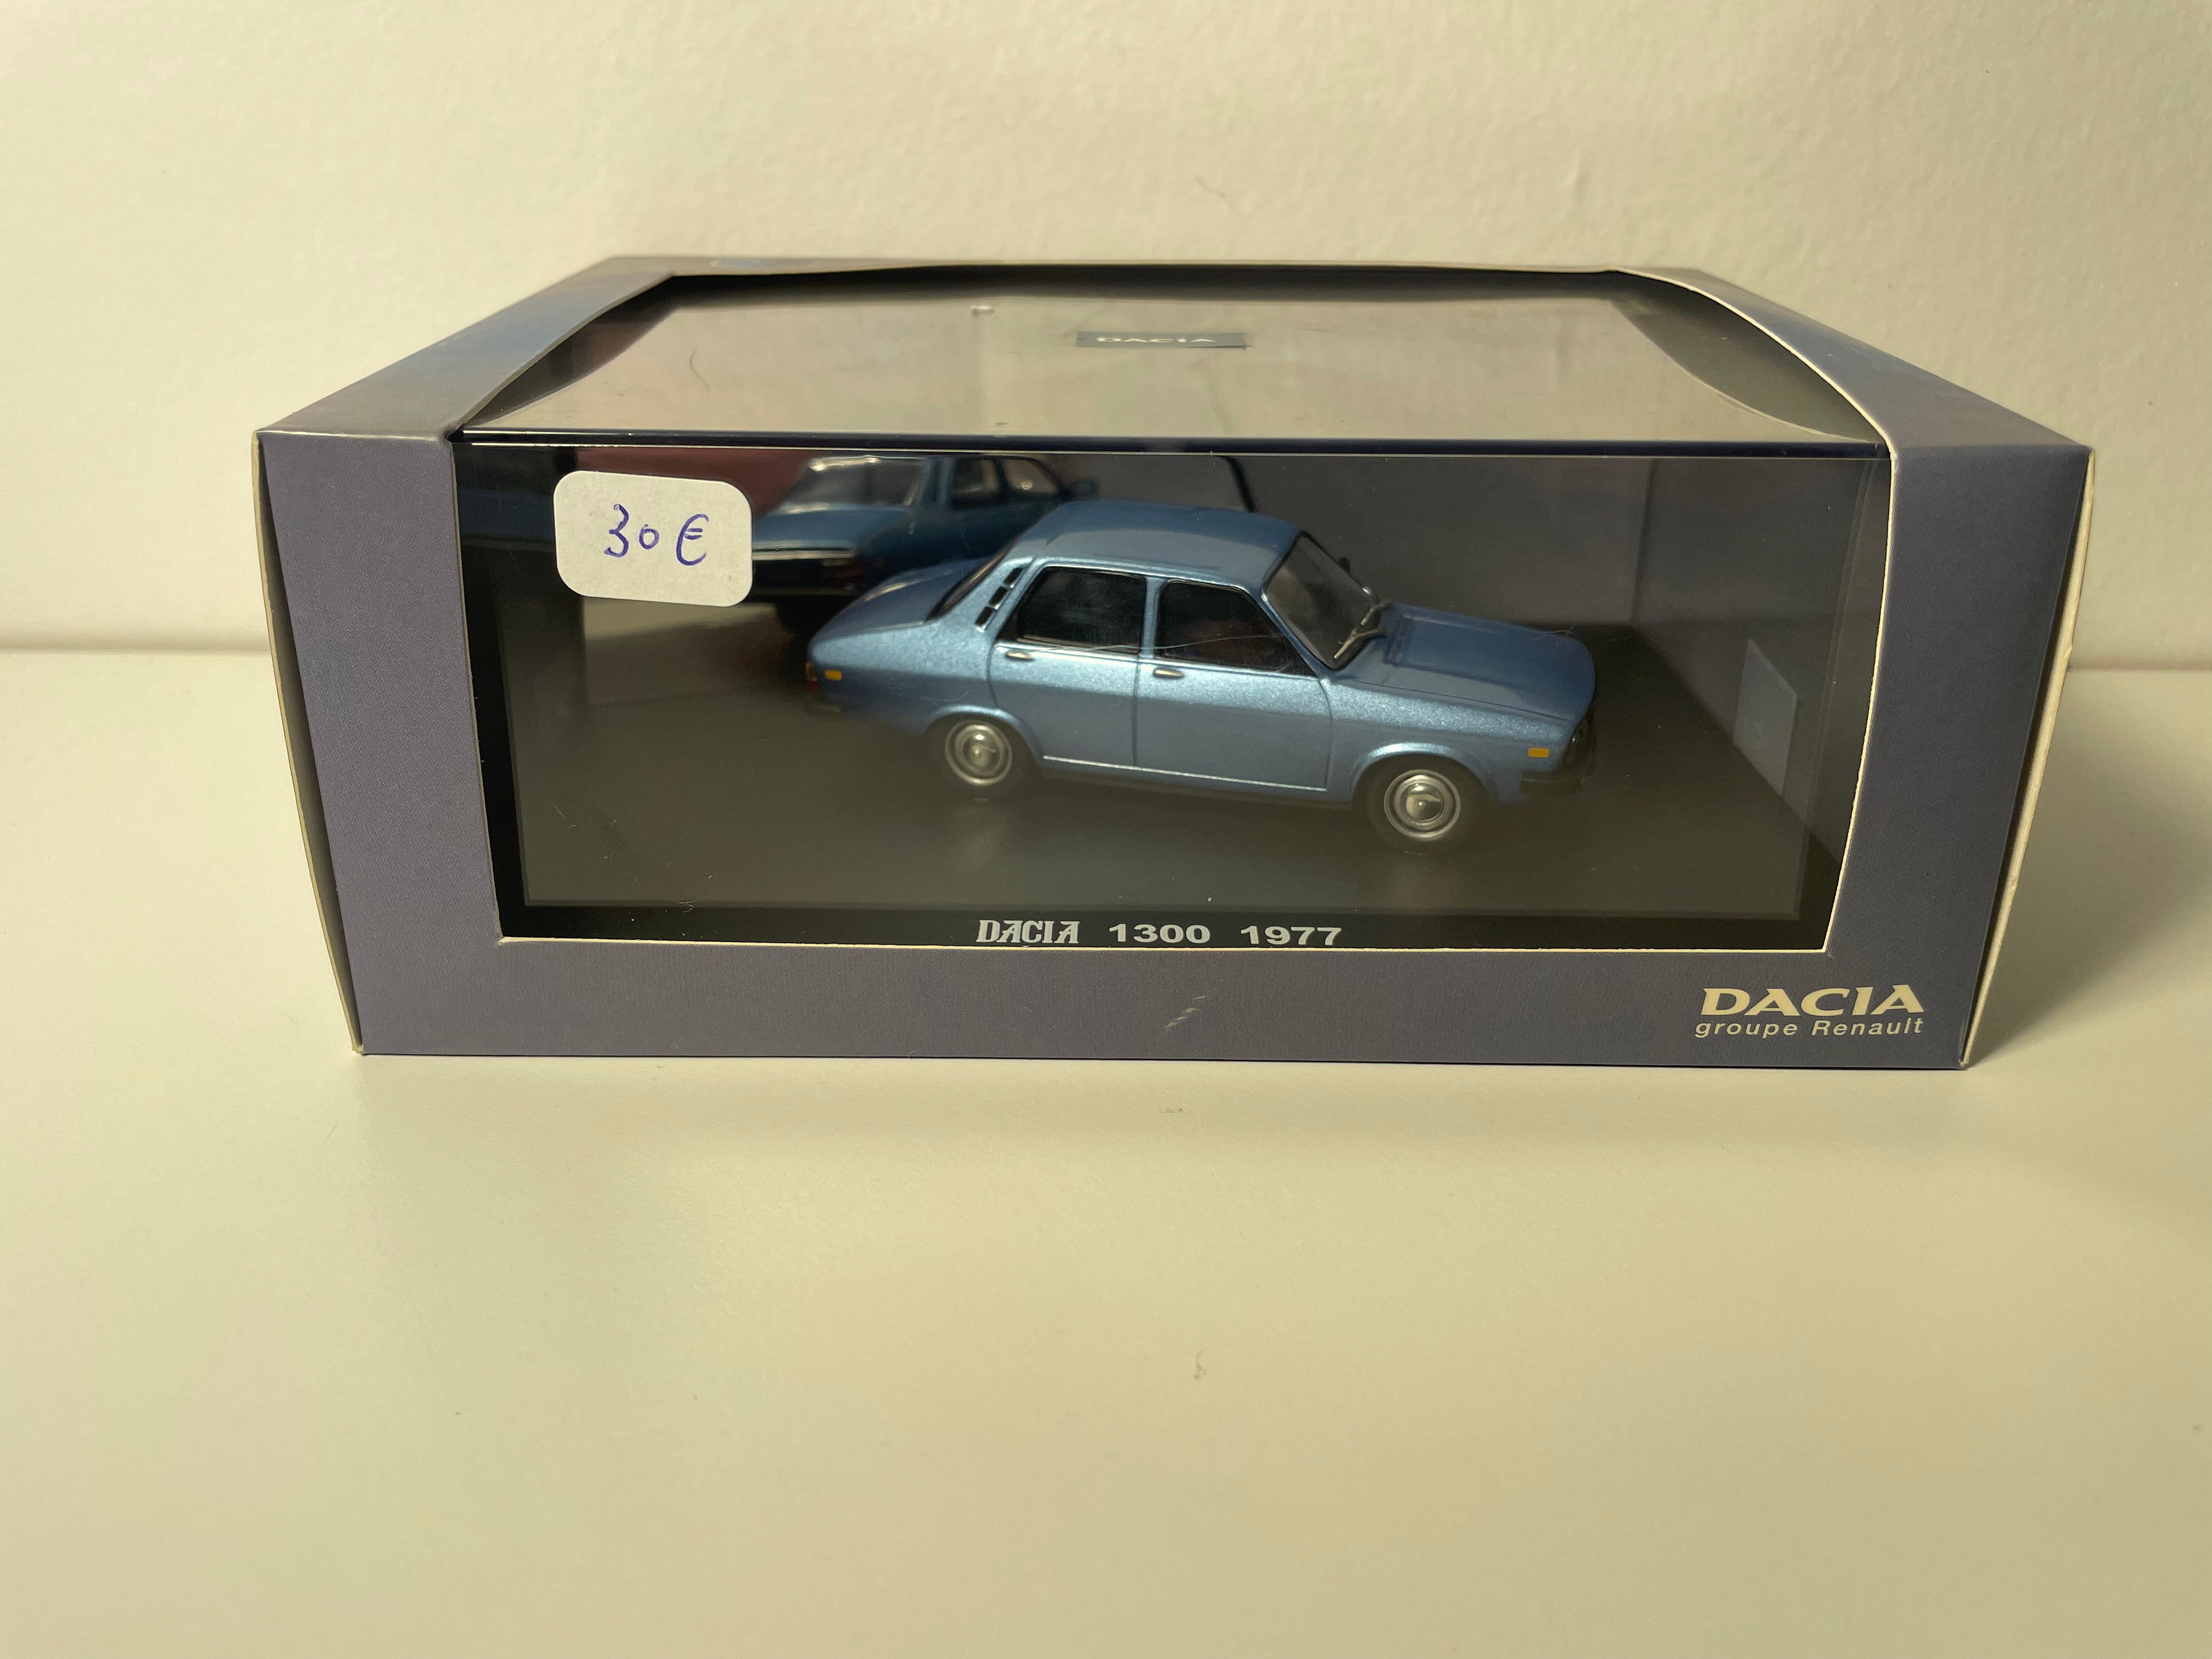 DACIA
30 €
DACIA 1300 1977
DACIA
groupe Renault